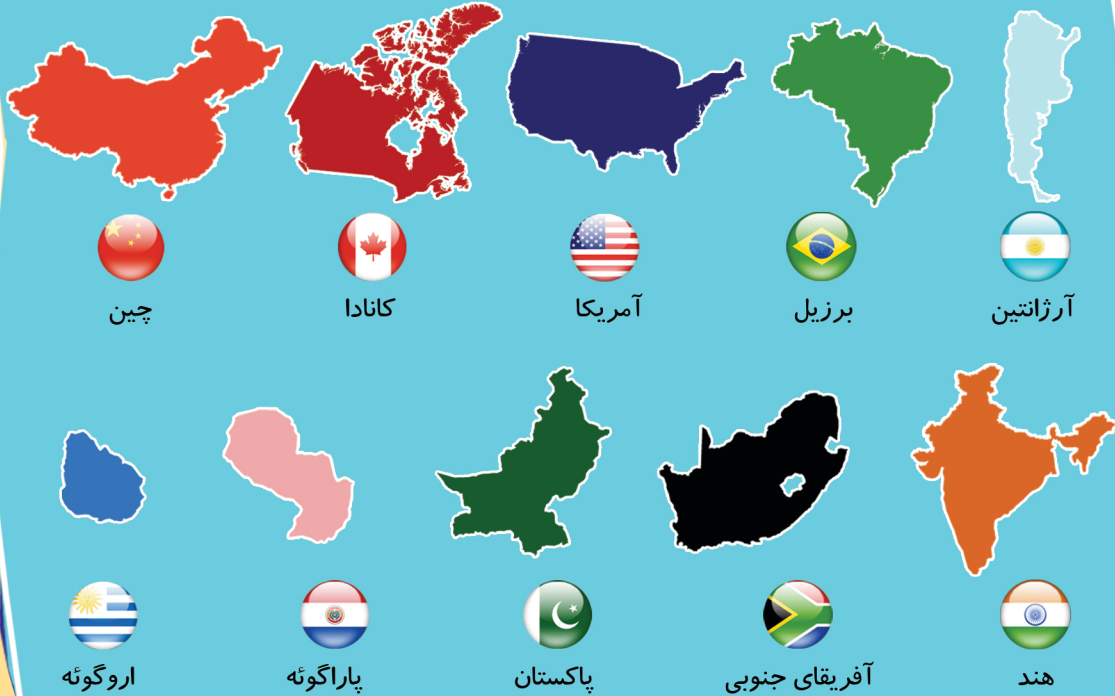 آرژانتین
برزیل
آمریکا
کانادا
چین
هند
آفریقای جنوبی
پاکستان
پاراگوئه
اروگوئه